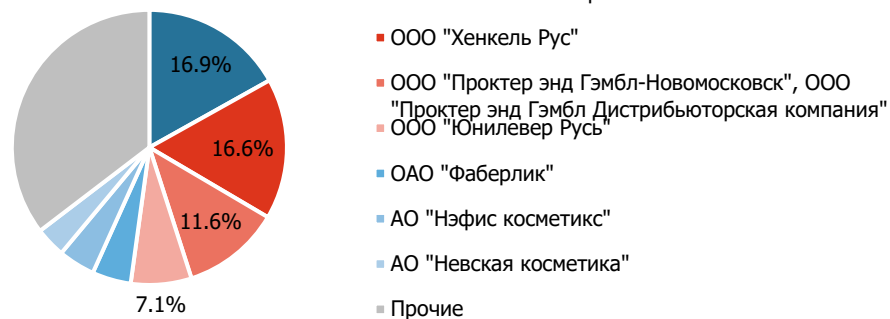 16.9%
16.6%
11.6%
7.1%
ООО "Хенкель Рус"
ООО "Проктер энд Гэмбл-Новомосковск", ООО
"Проктер энд Гэмбл Дистрибьюторская компания"
ООО "Юнилевер Русь"
ОАО "Фаберлик"
АО "Нэфис косметикс"
АО "Невская косметика"
Прочие